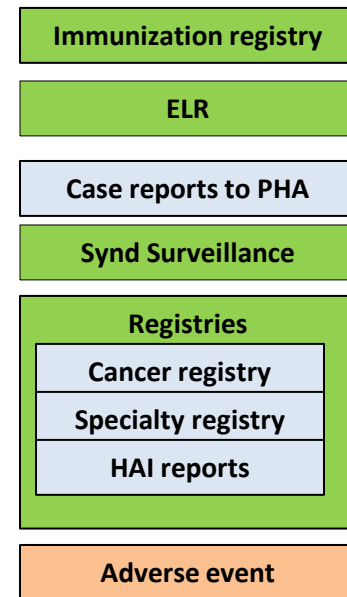 Immunization registry
ELR
Case reports to PHA
Synd Surveillance
Registries
Cancer registry
Specialty registry
HAI reports
Adverse event